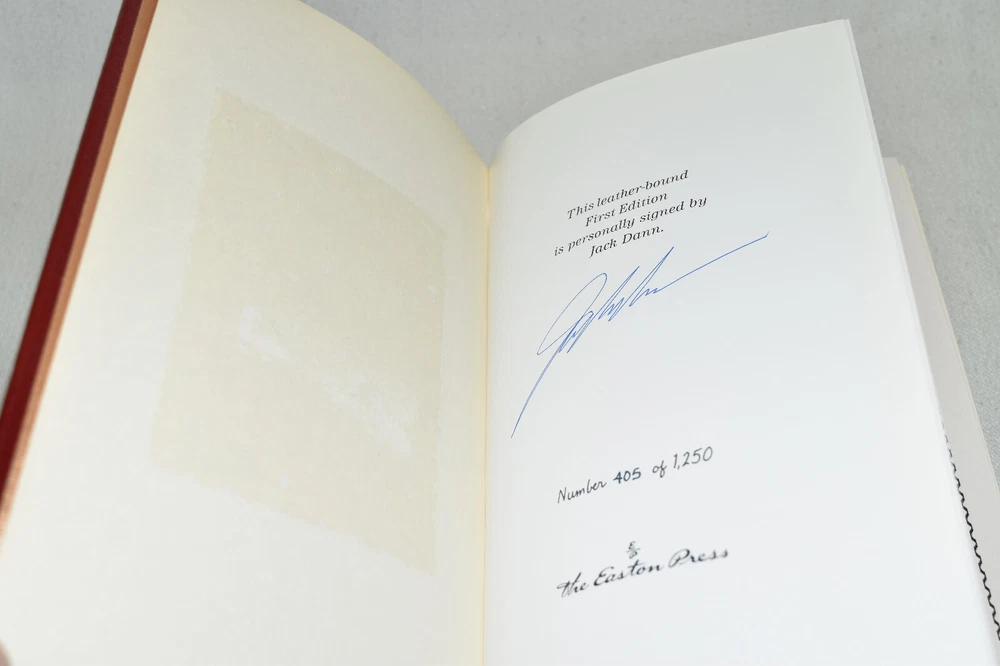 This leather-bound
First Edition
is personally signed by
Jack Dann.
Number 405 of 1,250
the Easton Press